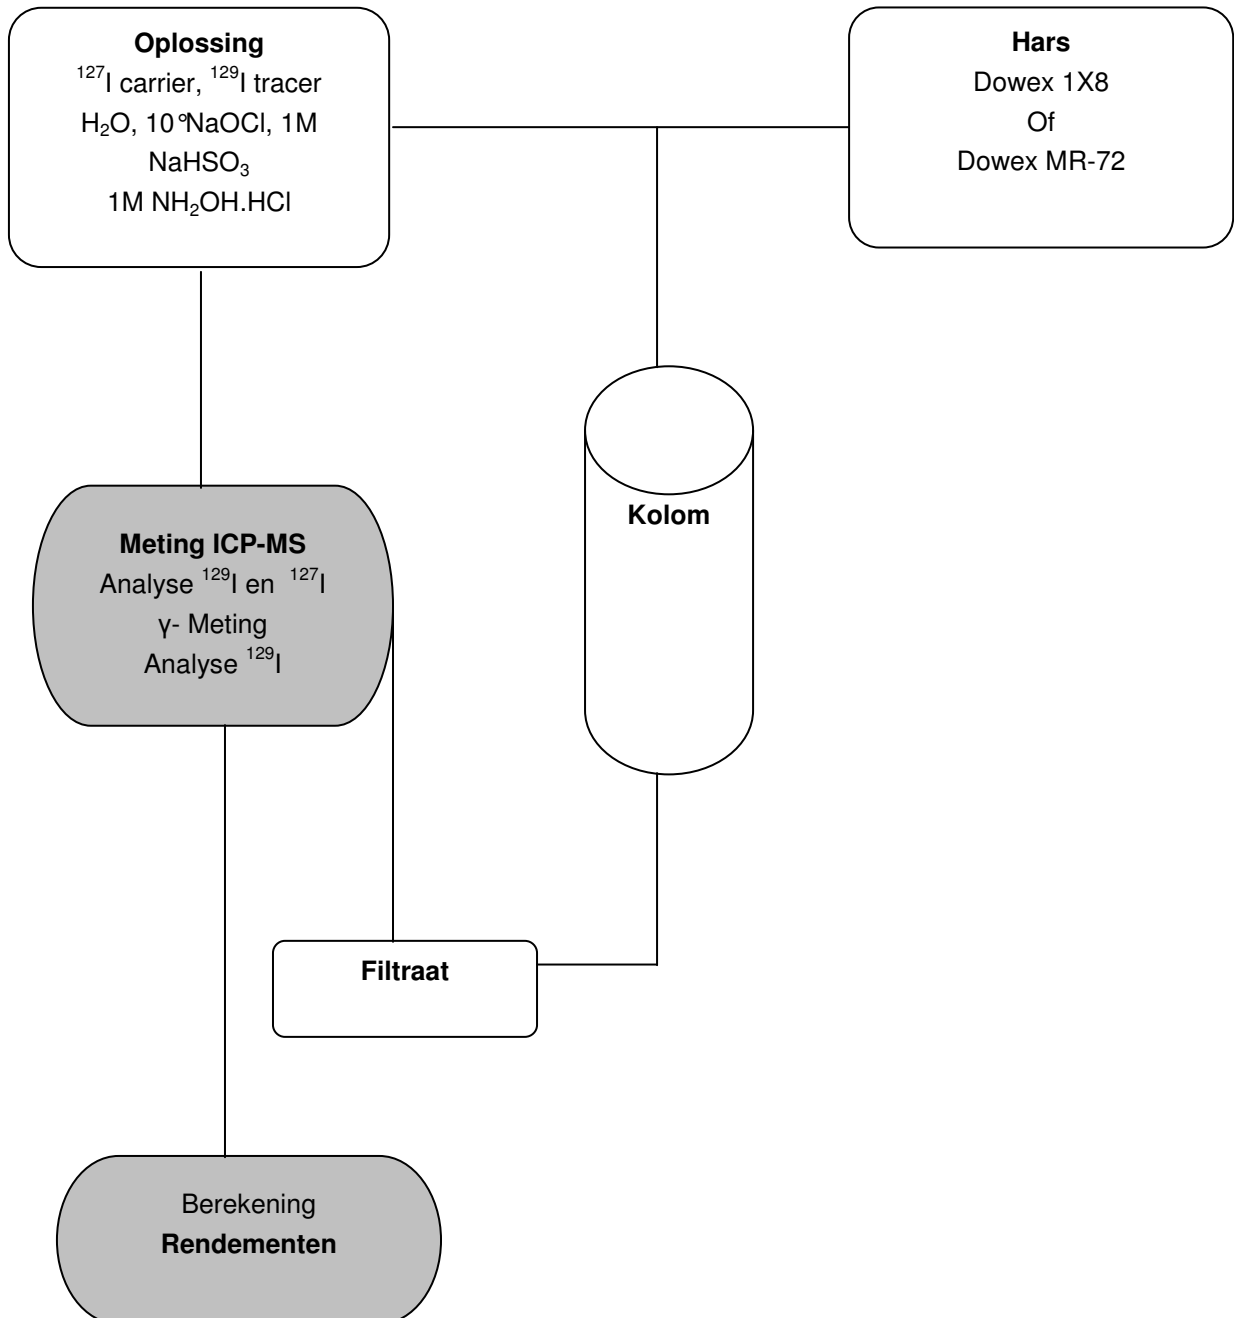 Oplossing
¹²⁷I carrier, ¹²⁹I tracer
H₂O, 10°NaOCl, 1M
NaHSO₃
1M NH₂OH.HCl
Hars
Dowex 1X8
Of
Dowex MR-72
Kolom
Meting ICP-MS
Analyse ¹²⁹I en ¹²⁷I
γ- Meting
Analyse ¹²⁹I
Filtraat
Berekening
Rendementen